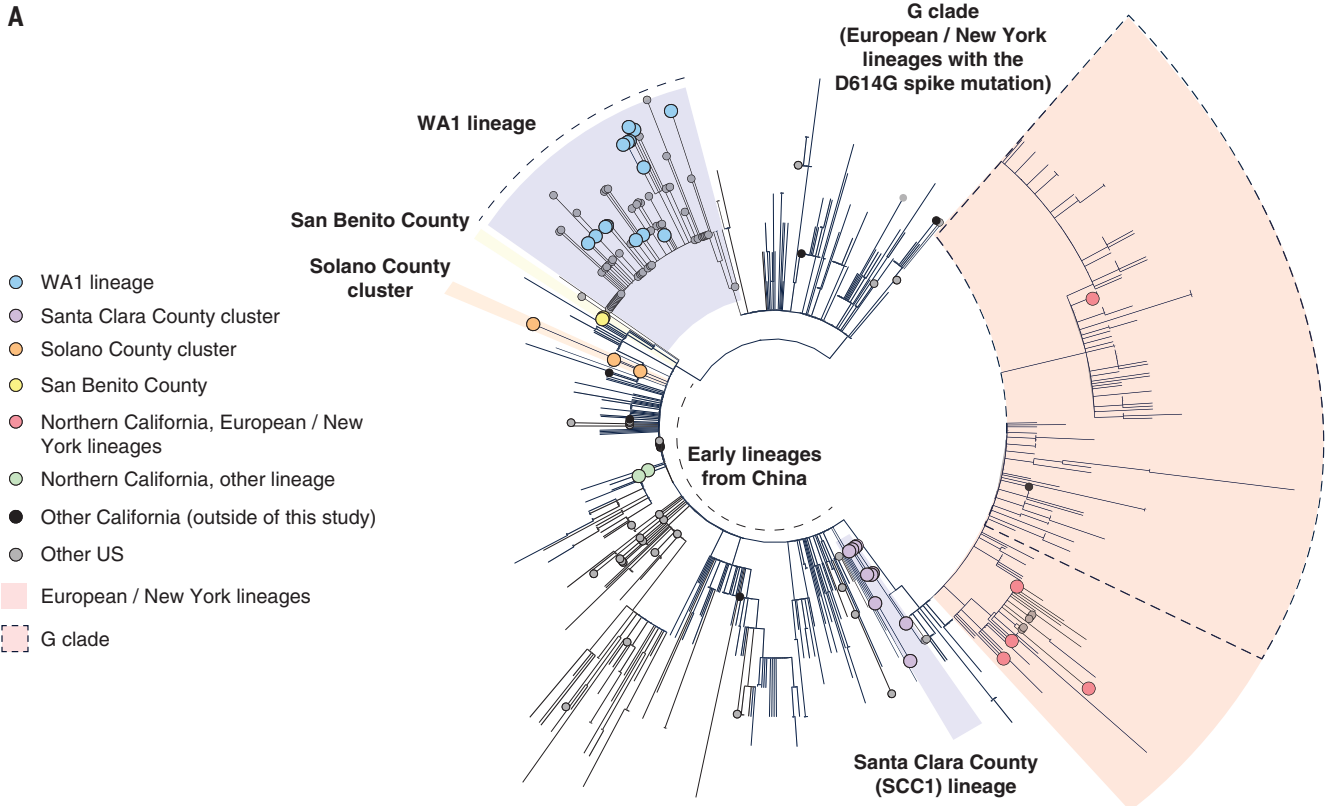 A
G clade
(European / New York
lineages with the
D614G spike mutation)
WA1 lineage
San Benito County
Solano County
cluster
WA1 lineage
Santa Clara County cluster
Solano County cluster
San Benito County
Northern California, European / New
York lineages
Northern California, other lineage
Other California (outside of this study)
Other US
European / New York lineages
G clade
Early lineages
from China
Santa Clara County
(SCC1) lineage